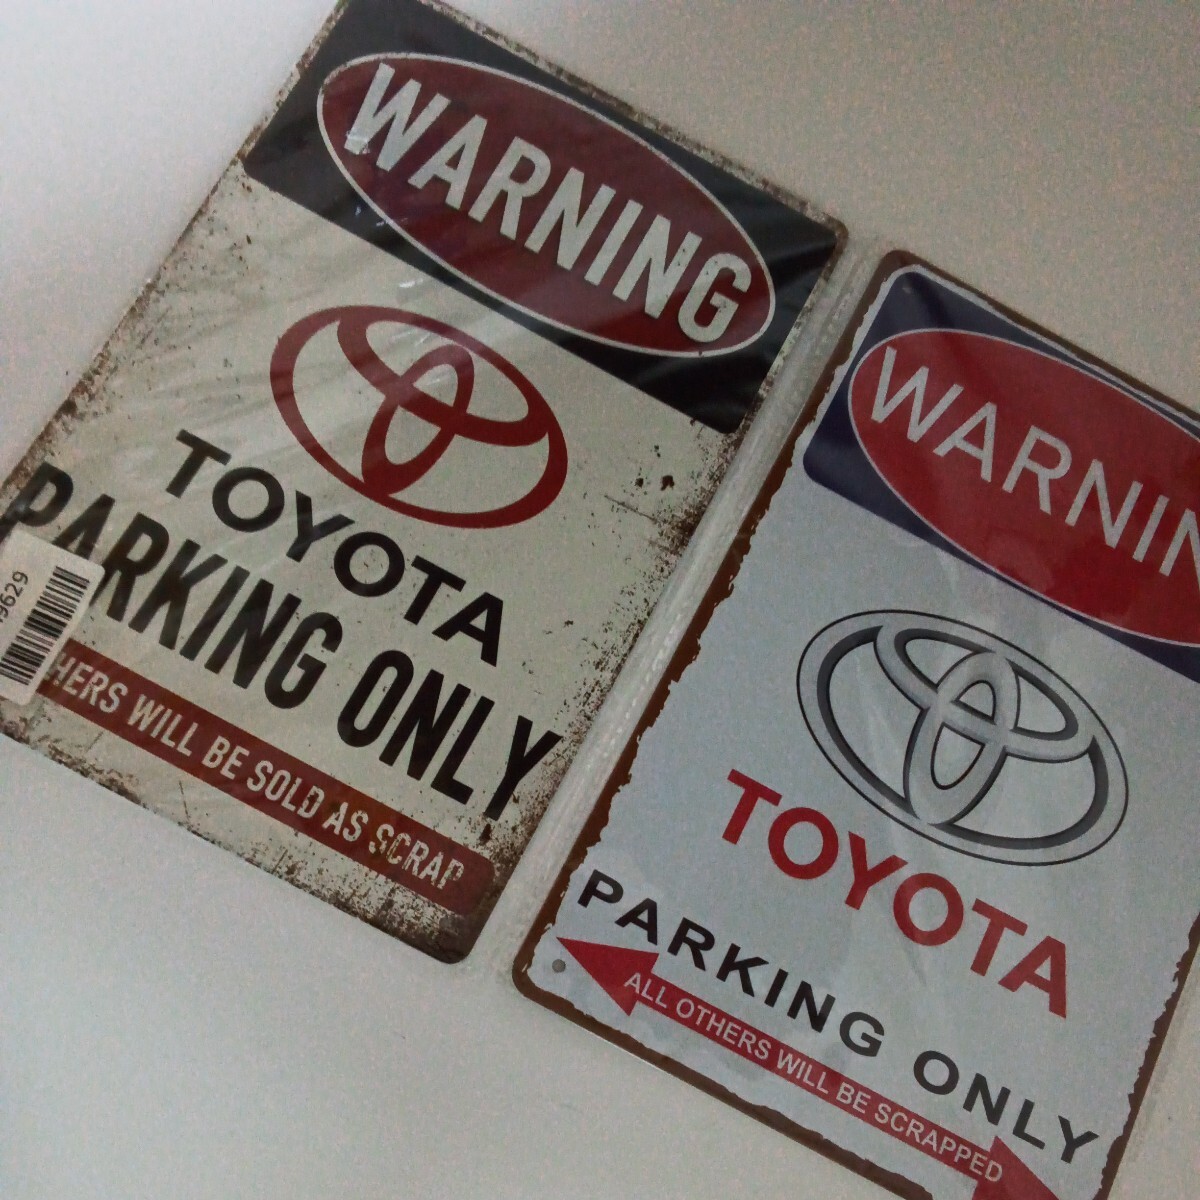 WARNING
TOYOTA
PARKING ONLY
HERS WILL BE SOLD AS SCRAP
9629
WARNIN
TOYOTA
PARKING ONLY
ALL OTHERS WILL BE SCRAPPED